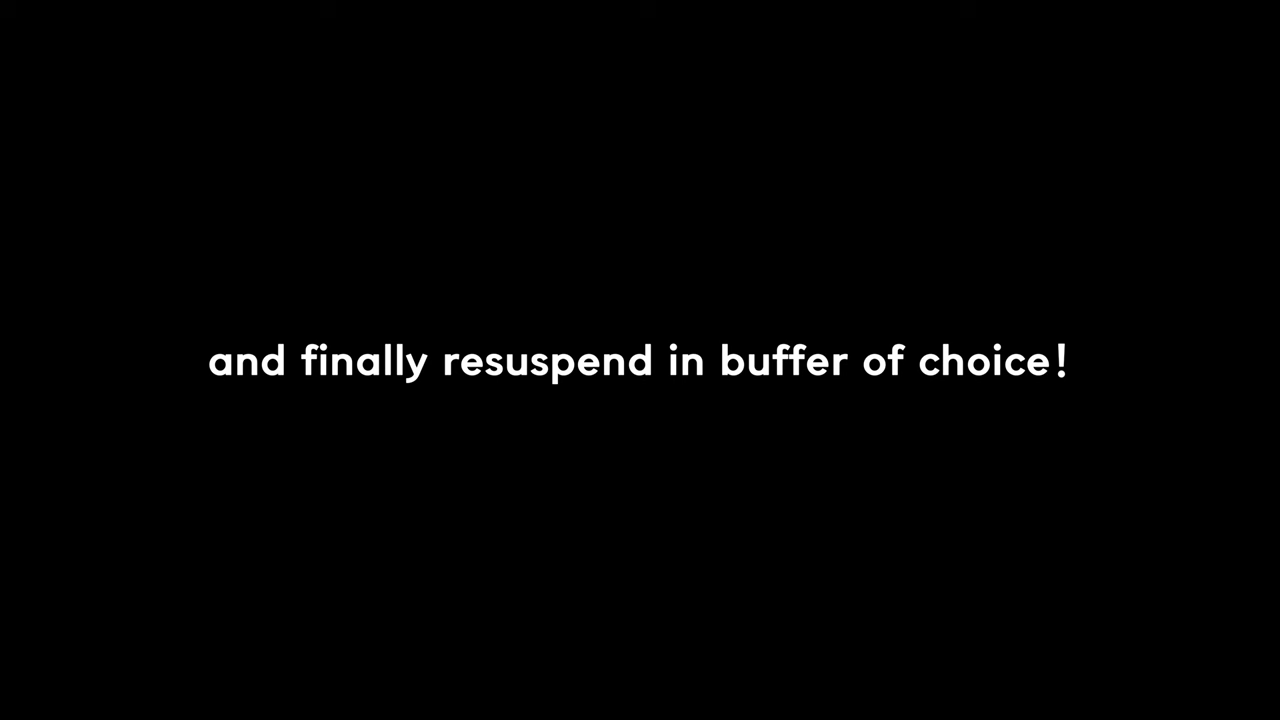 and finally resuspend in buffer of choice!